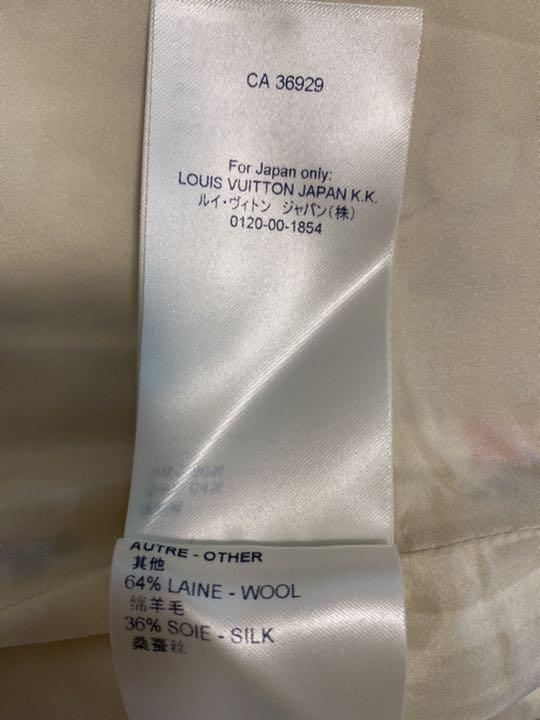 CA 36929
For Japan only:
LOUIS VUITTON JAPAN K.K.
ルイ・ヴィトン ジャパン(株)
0120-00-1854
AUTRE - OTHER
其他
64% LAINE - WOOL
绵羊毛
36% SOIE - SILK
桑蚕丝